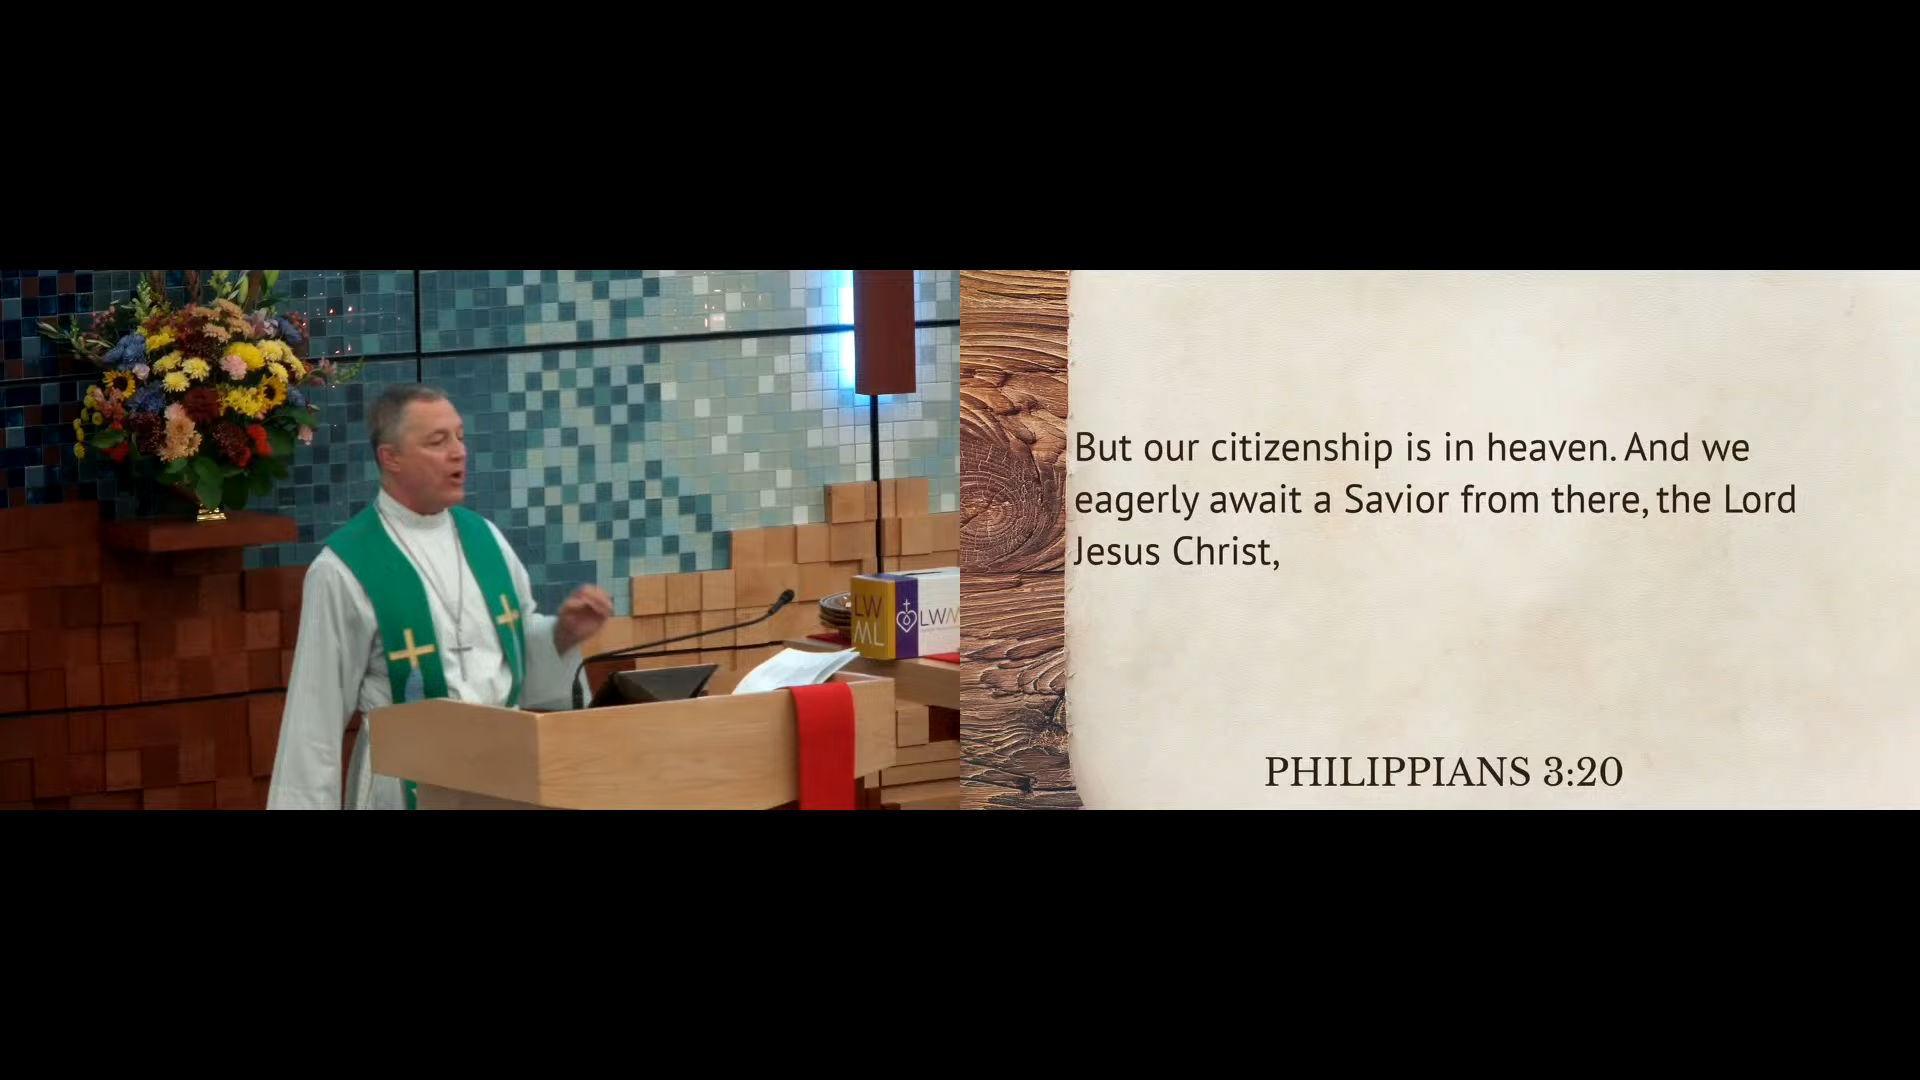 LW
ML
LWM
But our citizenship is in heaven. And we
eagerly await a Savior from there, the Lord
Jesus Christ,
PHILIPPIANS 3:20